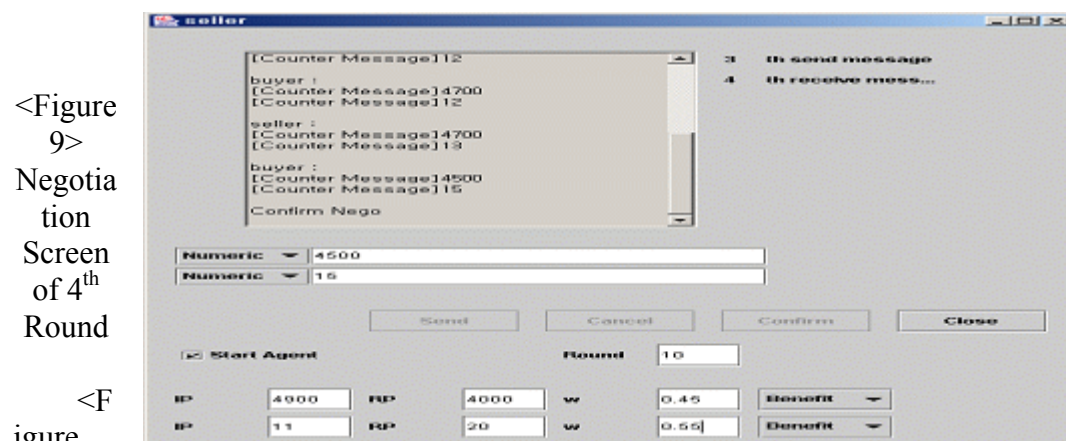 <Figure
9>
Negotia
tion
Screen
of 4th
Round
<F
igure
seller
[Counter Message]12
buyer :
[Counter Message]4700
[Counter Message]12
seller :
[Counter Message]4700
[Counter Message]13
buyer :
[Counter Message]4500
[Counter Message]15
Confirm Nego
3 th send message
4 th receive mess...
Numeric 4500
Numeric 15
Send Cancel Confirm Close
Start Agent Round 10
IP 4900 RP 4000 w 0.45 Benefit
IP 11 RP 20 w 0.55 Benefit